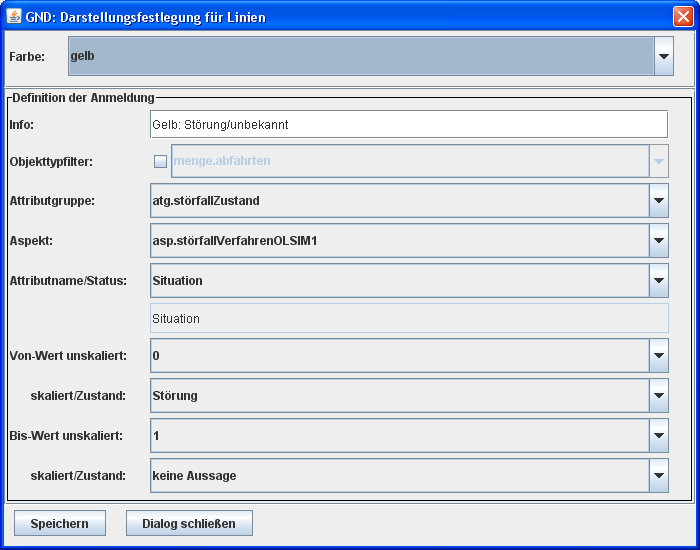 GND: Darstellungsfestlegung für Linien
Farbe: gelb
Definition der Anmeldung
Info: Gelb: Störung/unbekannt
Objekttypfilter: menge.abfahrten
Attributgruppe: atg.störfallZustand
Aspekt: asp.störfallVerfahrenOLSIM1
Attributname/Status: Situation
Situation
Von-Wert unskaliert: 0
skaliert/Zustand: Störung
Bis-Wert unskaliert: 1
skaliert/Zustand: keine Aussage
Speichern Dialog schließen